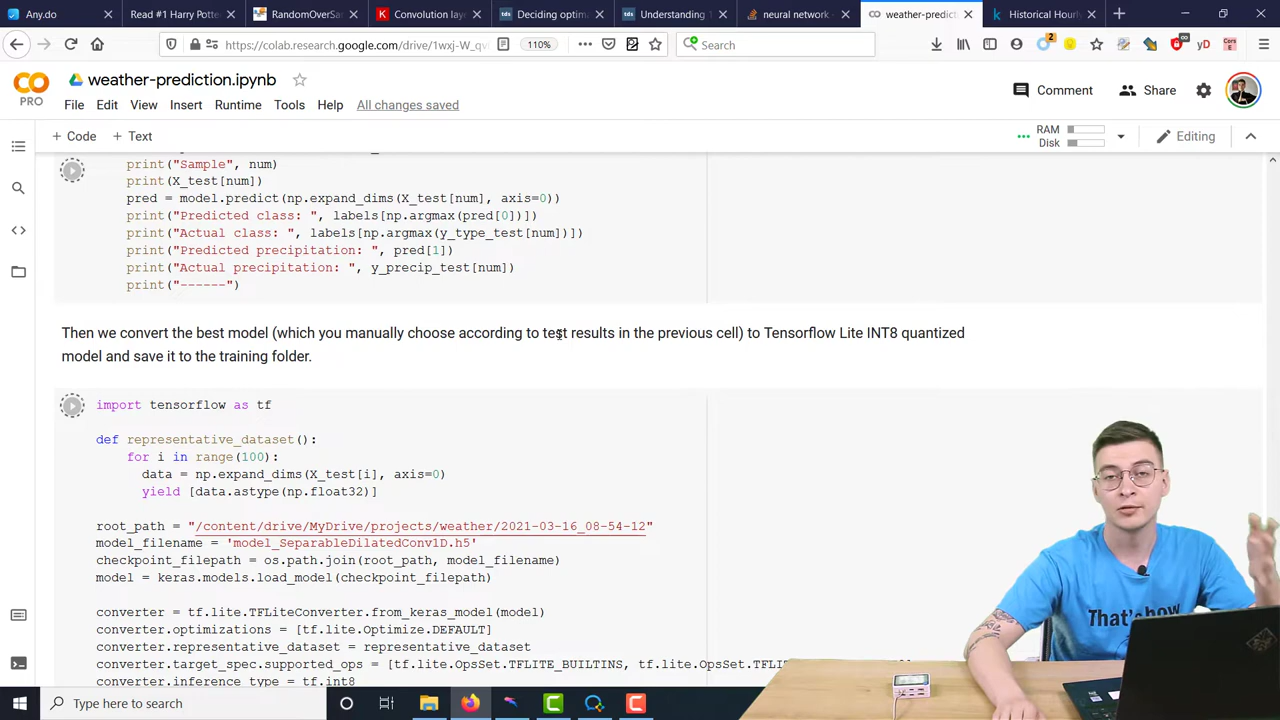 Any.do
Read #1 Harry Potte
RandomOverSa
Convolution lay
Deciding optima
Understanding 1
neural network -
weather-predict
Historical Hourly
110%
Search
2
yD
weather-prediction.ipynb
PRO
File Edit View Insert Runtime Tools Help All changes saved
Comment
Share
+ Code + Text
RAM
Disk
Editing
print("Sample", num)
print(X_test[num])
pred = model.predict(np.expand_dims(X_test[num], axis=0))
print("Predicted class: ", labels[np.argmax(pred[0])])
print("Actual class: ", labels[np.argmax(y_type_test[num])])
print("Predicted precipitation: ", pred[1])
print("Actual precipitation: ", y_precip_test[num])
print("------")
Then we convert the best model (which you manually choose according to test results in the previous cell) to Tensorflow Lite INT8 quantized
model and save it to the training folder.
import tensorflow as tf
def representative_dataset():
for i in range(100):
data = np.expand_dims(X_test[i], axis=0)
yield [data.astype(np.float32)]
root_path = "/content/drive/MyDrive/projects/weather/2021-03-16_08-54-12"
model_filename = 'model_SeparableDilatedConv1D.h5'
checkpoint_filepath = os.path.join(root_path, model_filename)
model = keras.models.load_model(checkpoint_filepath)
converter = tf.lite.TFLiteConverter.from_keras_model(model)
converter.optimizations = [tf.lite.Optimize.DEFAULT]
converter.representative_dataset = representative_dataset
converter.target_spec.supported_ops = [tf.lite.OpsSet.TFLITE_BUILTINS, tf.lite.OpsSet.TFLI
converter.inference_type = tf.int8
That's how
Type here to search